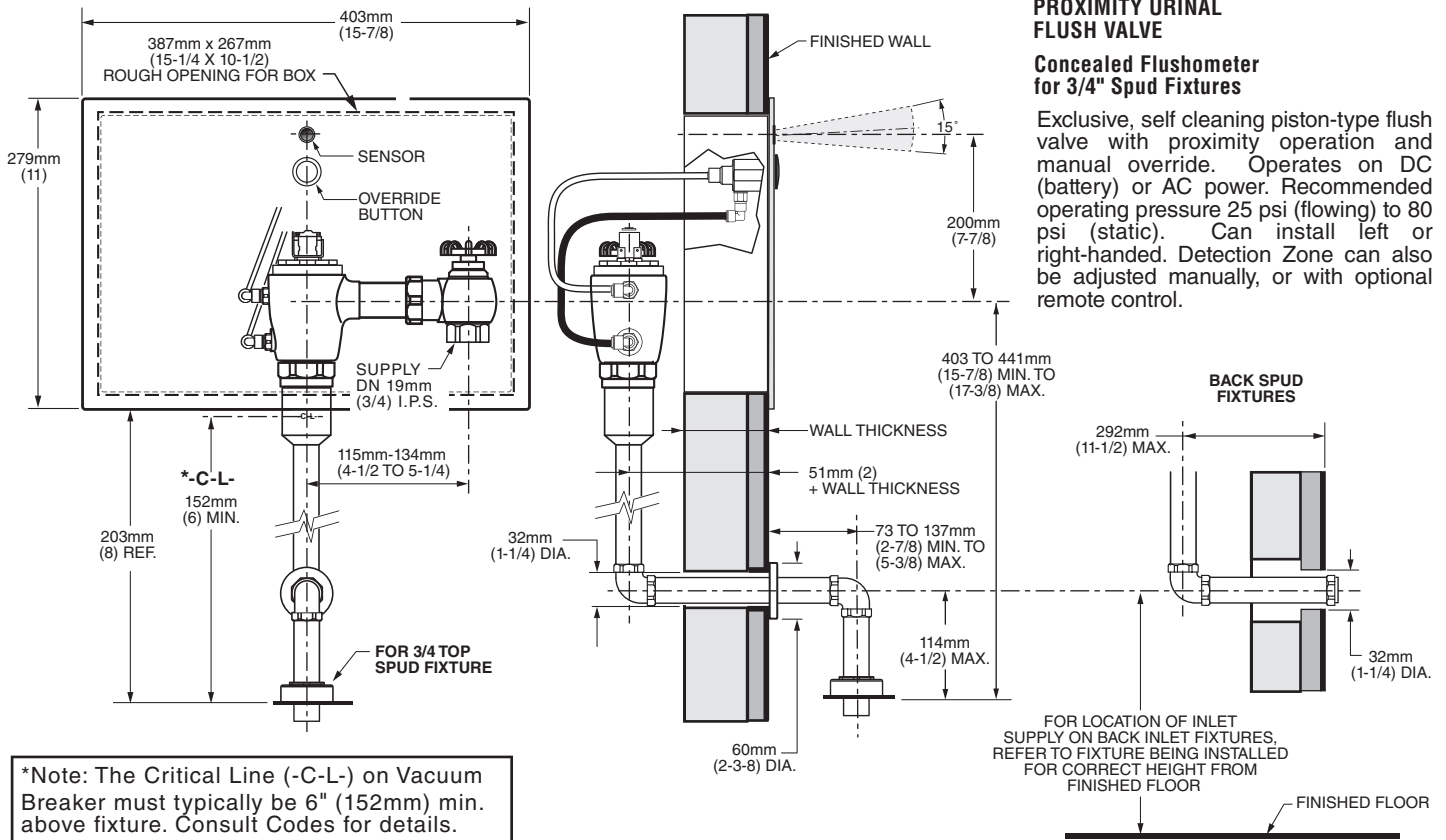 403mm
(15-7/8)
387mm x 267mm
(15-1/4 X 10-1/2)
ROUGH OPENING FOR BOX
279mm
(11)
SENSOR
OVERRIDE
BUTTON
SUPPLY
DN 19mm
(3/4) I.P.S.
-C-L-
115mm-134mm
(4-1/2 TO 5-1/4)
*-C-L-
152mm
(6) MIN.
203mm
(8) REF.
FOR 3/4 TOP
SPUD FIXTURE
*Note: The Critical Line (-C-L-) on Vacuum
Breaker must typically be 6" (152mm) min.
above fixture. Consult Codes for details.
FINISHED WALL
15°
200mm
(7-7/8)
403 TO 441mm
(15-7/8) MIN. TO
(17-3/8) MAX.
WALL THICKNESS
51mm (2)
+ WALL THICKNESS
32mm
(1-1/4) DIA.
73 TO 137mm
(2-7/8) MIN. TO
(5-3/8) MAX.
114mm
(4-1/2) MAX.
60mm
(2-3-8) DIA.
PROXIMITY URINAL
FLUSH VALVE
Concealed Flushometer
for 3/4" Spud Fixtures
Exclusive, self cleaning piston-type flush
valve with proximity operation and
manual override. Operates on DC
(battery) or AC power. Recommended
operating pressure 25 psi (flowing) to 80
psi (static). Can install left or
right-handed. Detection Zone can also
be adjusted manually, or with optional
remote control.
BACK SPUD
FIXTURES
292mm
(11-1/2) MAX.
32mm
(1-1/4) DIA.
FOR LOCATION OF INLET
SUPPLY ON BACK INLET FIXTURES,
REFER TO FIXTURE BEING INSTALLED
FOR CORRECT HEIGHT FROM
FINISHED FLOOR
FINISHED FLOOR